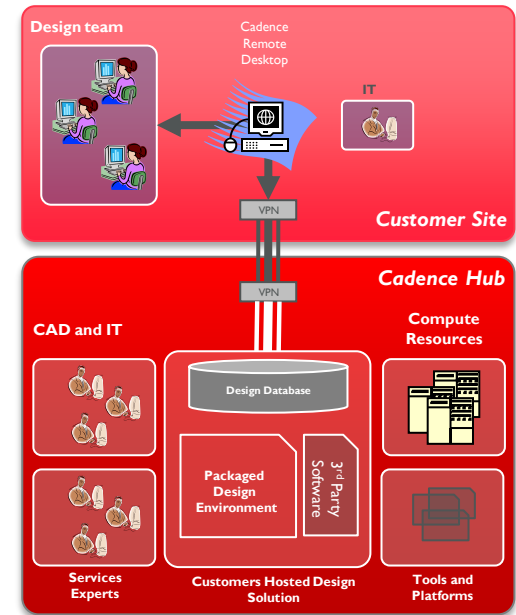 Design team
Cadence
Remote
Desktop
IT
VPN
Customer Site
VPN
Cadence Hub
CAD and IT
Compute
Resources
Design Database
Packaged
Design
Environment
3rd Party
Software
Services
Experts
Customers Hosted Design
Solution
Tools and
Platforms